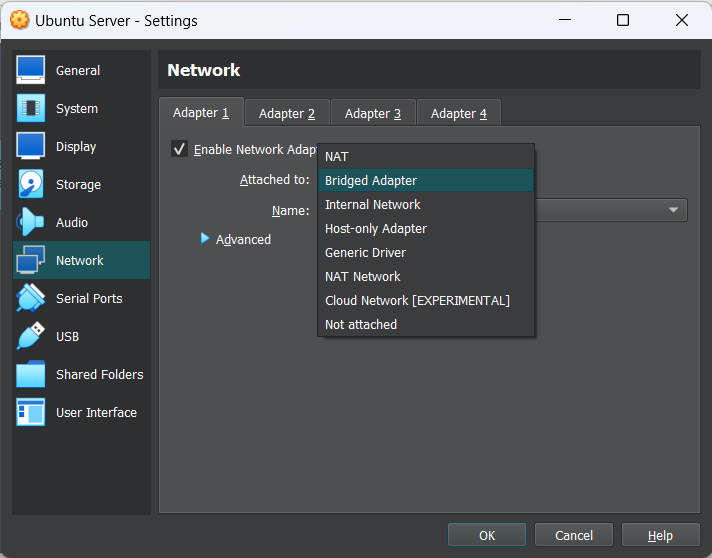 Ubuntu Server - Settings
General
System
Display
Storage
Audio
Network
Serial Ports
USB
Shared Folders
User Interface
Network
Adapter 1 Adapter 2 Adapter 3 Adapter 4
Enable Network Adap
Attached to:
Name:
Advanced
NAT
Bridged Adapter
Internal Network
Host-only Adapter
Generic Driver
NAT Network
Cloud Network [EXPERIMENTAL]
Not attached
OK Cancel Help